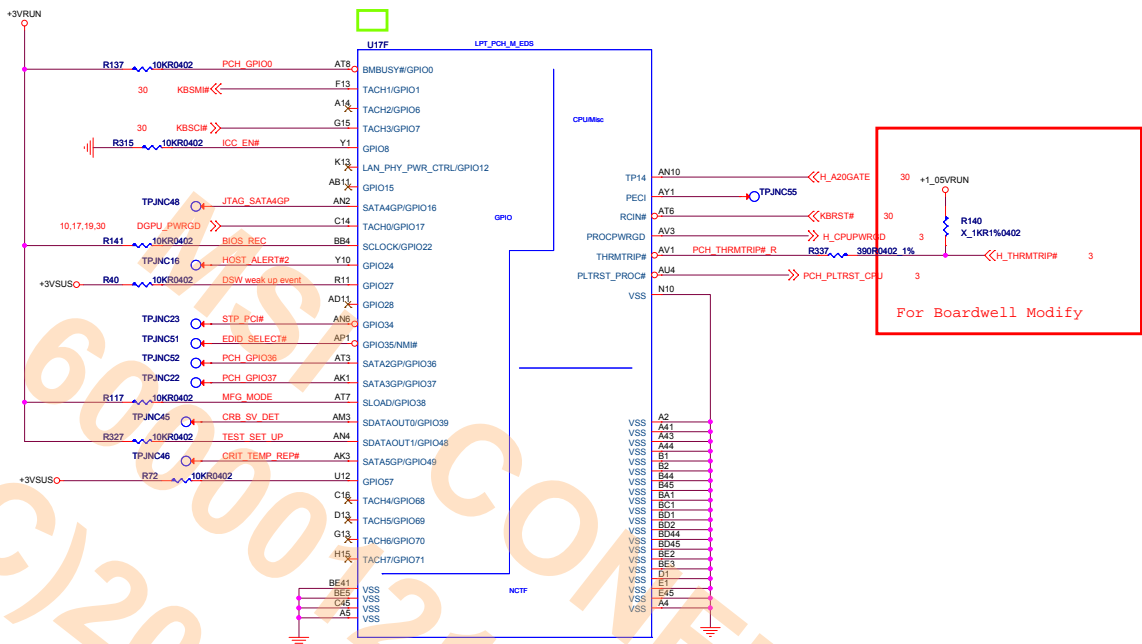 +3VRUN
U17F
LPT_PCH_M_EDS
R137 10KR0402 PCH_GPIO0 AT8 BMBUSY#/GPIO0
30 KBSMI# F13 TACH1/GPIO1
A14 TACH2/GPIO6
30 KBSCI# G15 TACH3/GPIO7
R315 10KR0402 ICC_EN# Y1 GPIO8
K13 LAN_PHY_PWR_CTRL/GPIO12
AB11 GPIO15
TPJNC48 JTAG_SATA4GP AN2 SATA4GP/GPIO16
10,17,19,30 DGPU_PWRGD C14 TACH0/GPIO17
R141 10KR0402 BIOS_REC BB4 SCLOCK/GPIO22
TPJNC16 HOST_ALERT#2 Y10 GPIO24
+3VSUS R40 10KR0402 DSW weak up event R11 GPIO27
AD11 GPIO28
TPJNC23 STP_PCI# AN6 GPIO34
TPJNC51 EDID_SELECT# AP1 GPIO35/NMI#
TPJNC52 PCH_GPIO36 AT3 SATA2GP/GPIO36
TPJNC22 PCH_GPIO37 AK1 SATA3GP/GPIO37
R117 10KR0402 MFG_MODE AT7 SLOAD/GPIO38
TPJNC45 CRB_SV_DET AM3 SDATAOUT0/GPIO39
R327 10KR0402 TEST_SET_UP AN4 SDATAOUT1/GPIO48
TPJNC46 CRIT_TEMP_REP# AK3 SATA5GP/GPIO49
+3VSUS R72 10KR0402 U12 GPIO57
C16 TACH4/GPIO68
D13 TACH5/GPIO69
G13 TACH6/GPIO70
H15 TACH7/GPIO71
BE41 VSS
BE5 VSS
C45 VSS
A5 VSS
CPU/Misc
GPIO
NCTF
TP14 AN10 H_A20GATE 30
PECI AY1 TPJNC55
RCIN# AT6 KBRST# 30
PROCPWRGD AV3 H_CPUPWRGD 3
THRMTRIP# AV1 PCH_THRMTRIP#_R R337 390R0402_1% H_THRMTRIP# 3
PLTRST_PROC# AU4 PCH_PLTRST_CPU 3
VSS N10
+1_05VRUN
R140
X_1KR1%0402
For Boardwell Modify
VSS A2
VSS A41
VSS A43
VSS A44
VSS B1
VSS B2
VSS B44
VSS B45
VSS BA1
VSS BC1
VSS BD1
VSS BD2
VSS BD44
VSS BD45
VSS BE2
VSS BE3
VSS D1
VSS E1
VSS E45
VSS A4
MSI CONF
6000012
C)20